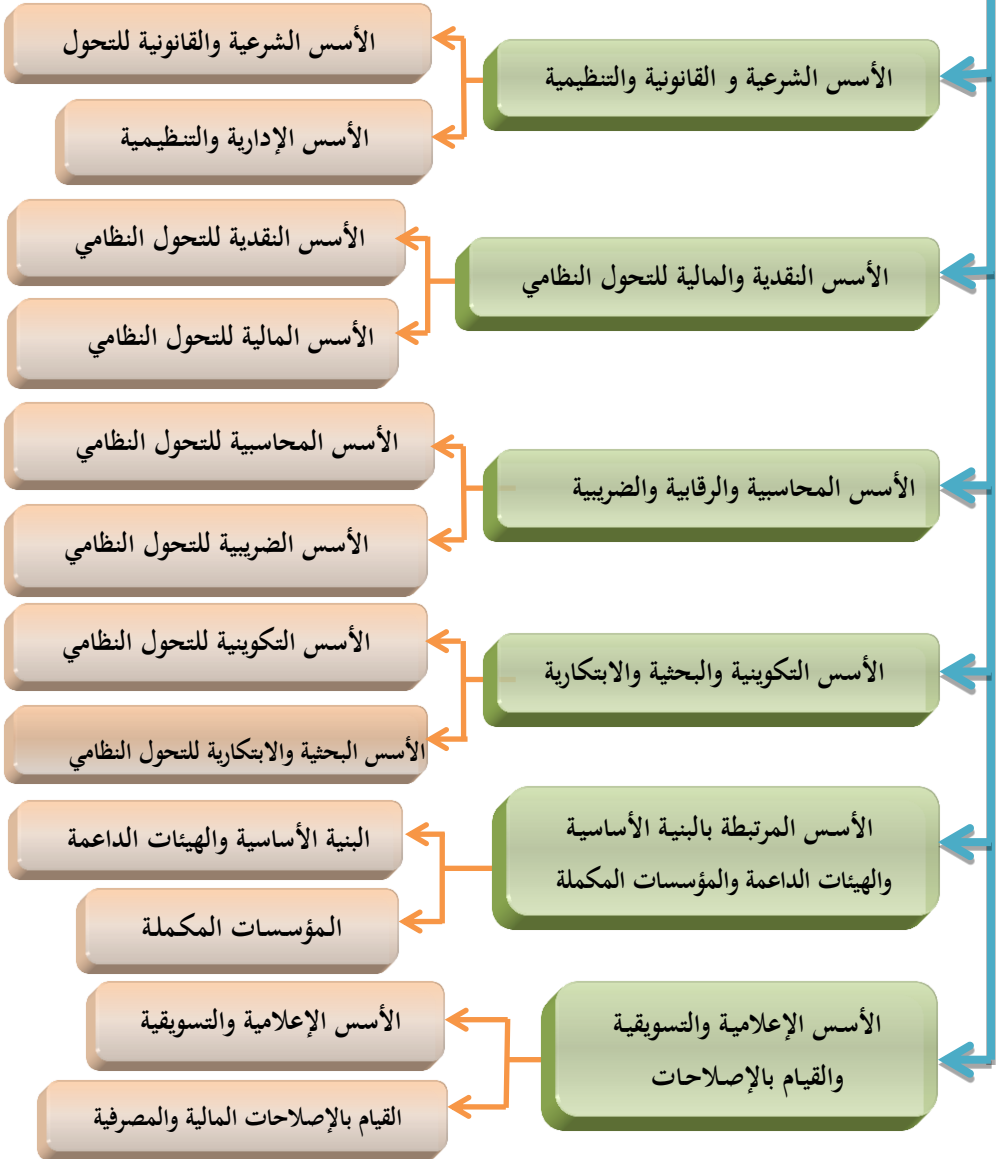 الأسس الشرعية و القانونية والتنظيمية
الأسس الشرعية والقانونية للتحول
الأسس الإدارية والتنظيمية
الأسس النقدية والمالية للتحول النظامي
الأسس النقدية للتحول النظامي
الأسس المالية للتحول النظامي
الأسس المحاسبية والرقابية والضريبية
الأسس المحاسبية للتحول النظامي
الأسس الضريبية للتحول النظامي
الأسس التكوينية والبحثية والابتكارية
الأسس التكوينية للتحول النظامي
الأسس البحثية والابتكارية للتحول النظامي
الأسس المرتبطة بالبنية الأساسية
والهيئات الداعمة والمؤسسات المكملة
البنية الأساسية والهيئات الداعمة
المؤسسات المكملة
الأسس الإعلامية والتسويقية
والقيام بالإصلاحات
الأسس الإعلامية والتسويقية
القيام بالإصلاحات المالية والمصرفية